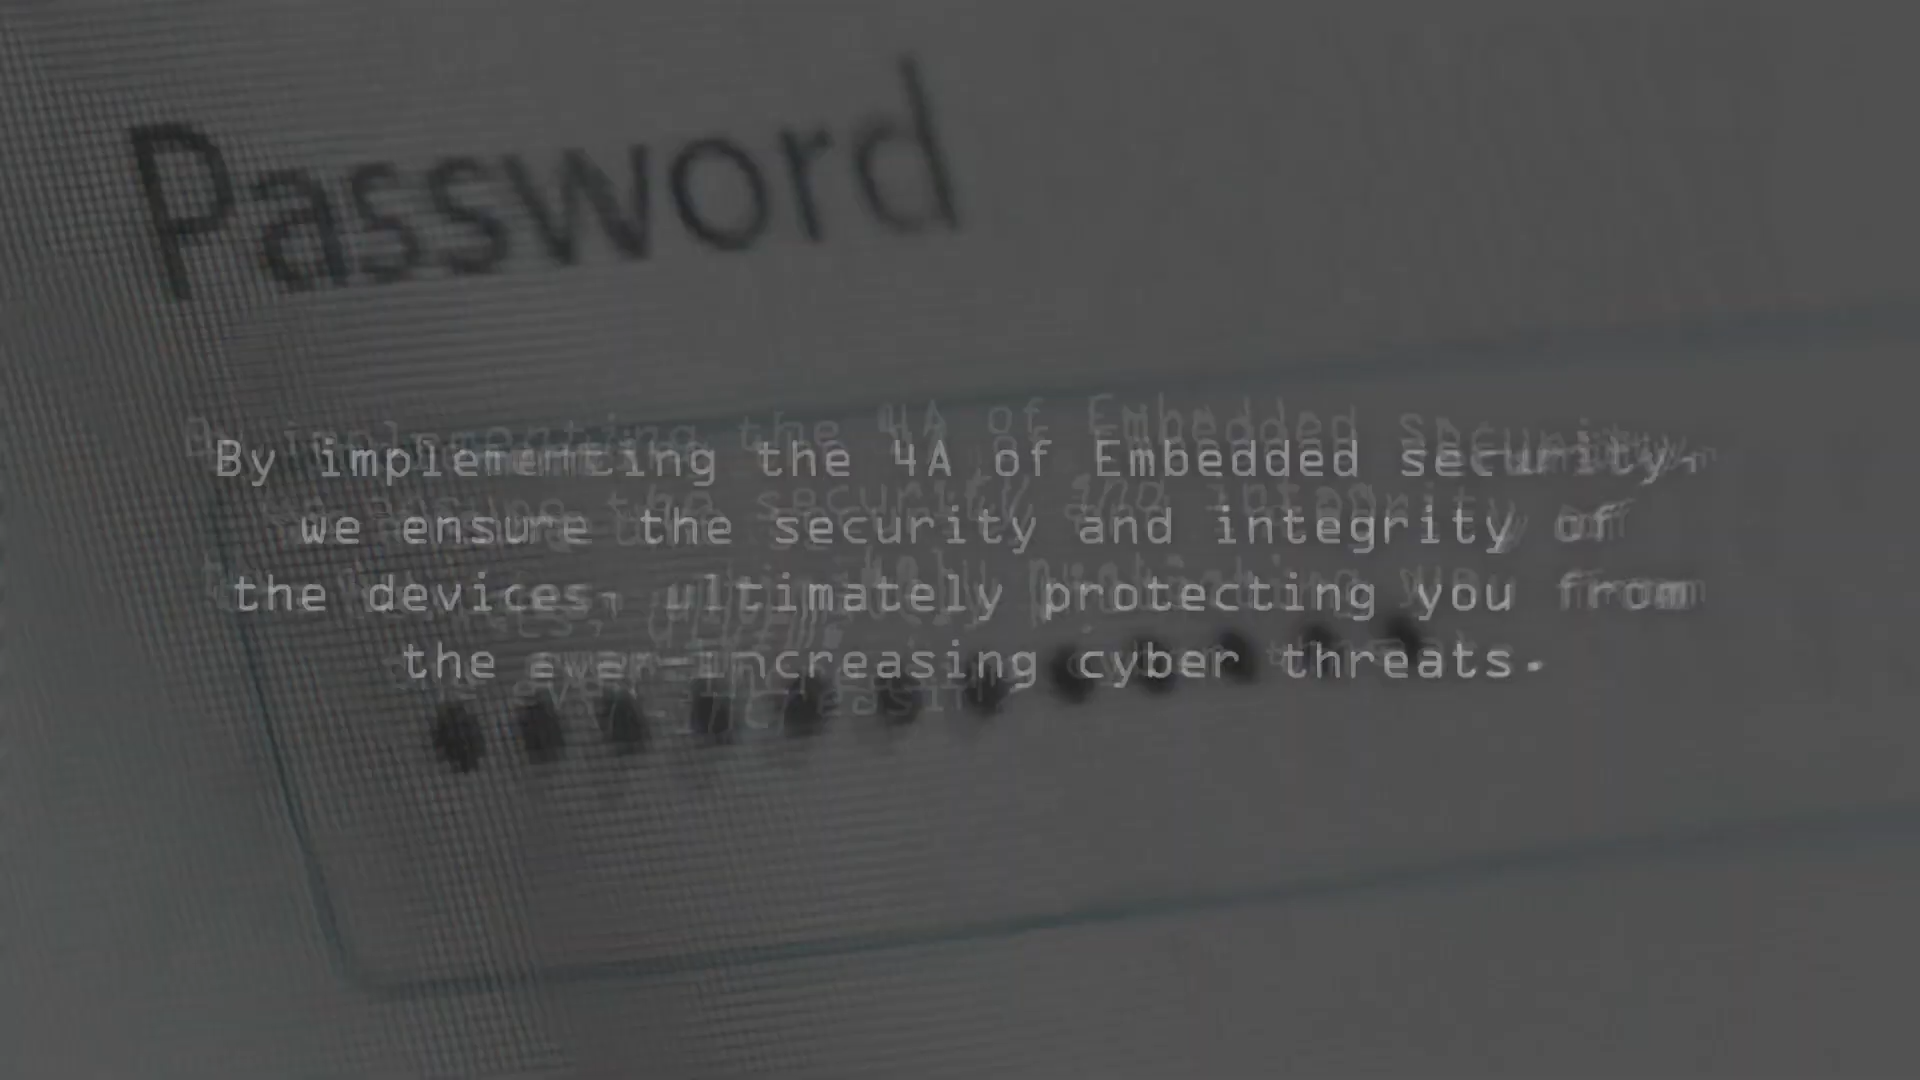 Password
By implementing the 4A of Embedded security,
we ensure the security and integrity of
the devices, ultimately protecting you from
the ever-increasing cyber threats.